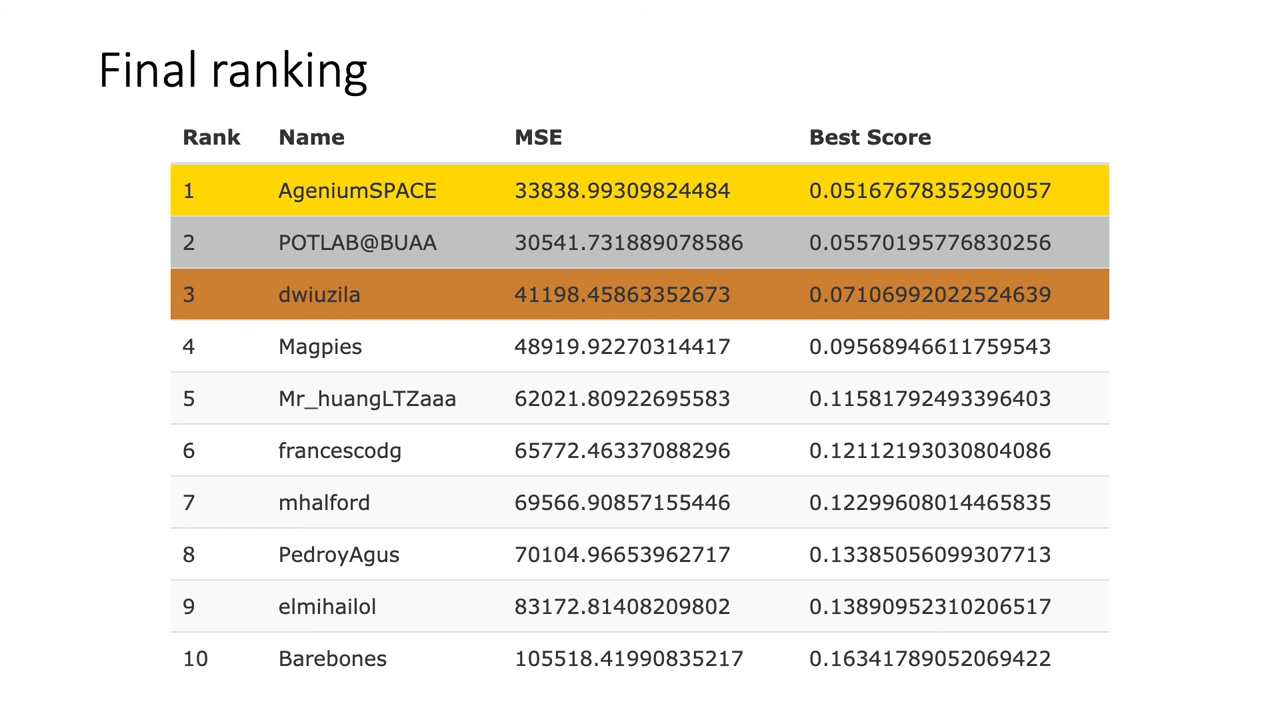 Final ranking
Rank Name MSE Best Score
1 AgeniumSPACE 33838.99309824484 0.05167678352990057
2 POTLAB@BUAA 30541.731889078586 0.05570195776830256
3 dwiuzila 41198.45863352673 0.07106992022524639
4 Magpies 48919.92270314417 0.09568946611759543
5 Mr_huangLTZaaa 62021.80922695583 0.11581792493396403
6 francescodg 65772.46337088296 0.12112193030804086
7 mhalford 69566.90857155446 0.12299608014465835
8 PedroyAgus 70104.96653962717 0.13385056099307713
9 elmihailol 83172.81408209802 0.13890952310206517
10 Barebones 105518.41990835217 0.16341789052069422